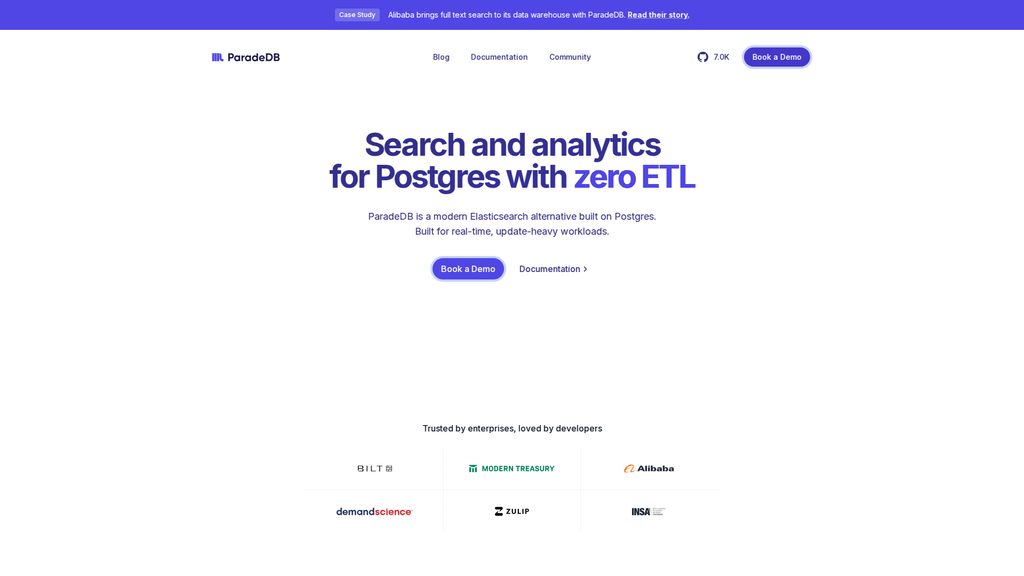 Case Study Alibaba brings full text search to its data warehouse with ParadeDB. Read their story.
ParadeDB Blog Documentation Community 7.0K Book a Demo
Search and analytics
for Postgres with zero ETL
ParadeDB is a modern Elasticsearch alternative built on Postgres.
Built for real-time, update-heavy workloads.
Book a Demo Documentation
Trusted by enterprises, loved by developers
BILT MODERN TREASURY Alibaba
demandscience ZULIP INSA